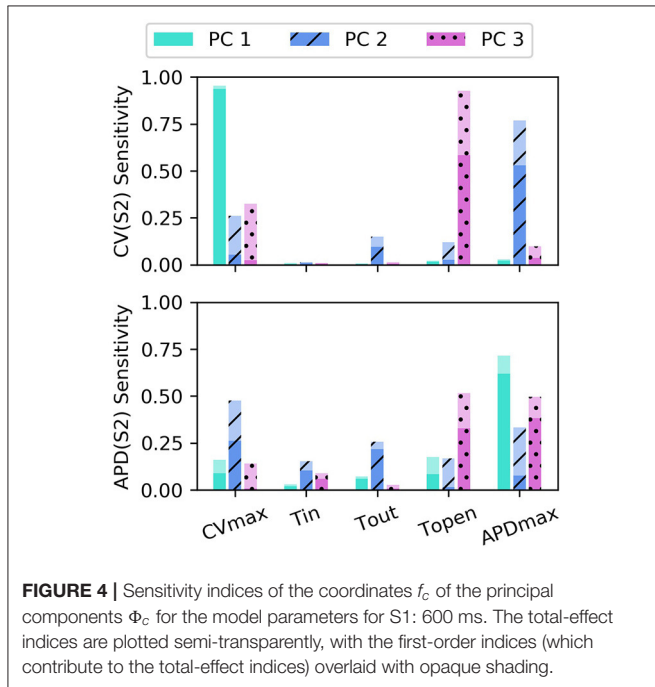 PC 1 PC 2 PC 3
CV(S2) Sensitivity
1.00
0.75
0.50
0.25
0.00
APD(S2) Sensitivity
1.00
0.75
0.50
0.25
0.00
CVmax Tin Tout Topen APDmax
FIGURE 4 | Sensitivity indices of the coordinates f_c of the principal
components Φ_c for the model parameters for S1: 600 ms. The total-effect
indices are plotted semi-transparently, with the first-order indices (which
contribute to the total-effect indices) overlaid with opaque shading.